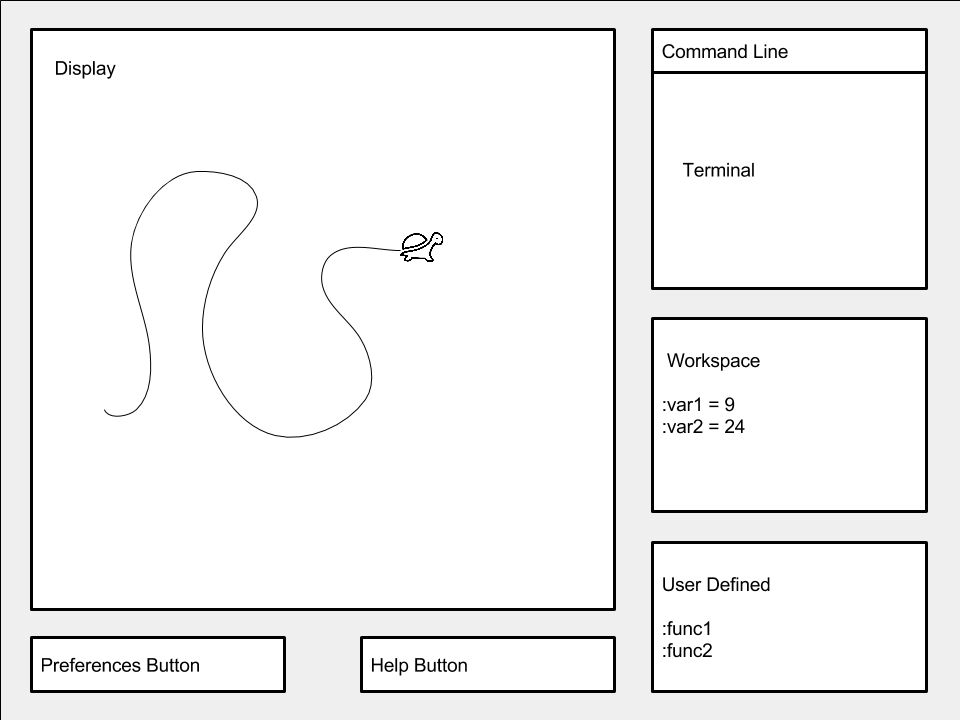 Display
Command Line
Terminal
Workspace
:var1 = 9
:var2 = 24
User Defined
:func1
:func2
Preferences Button
Help Button